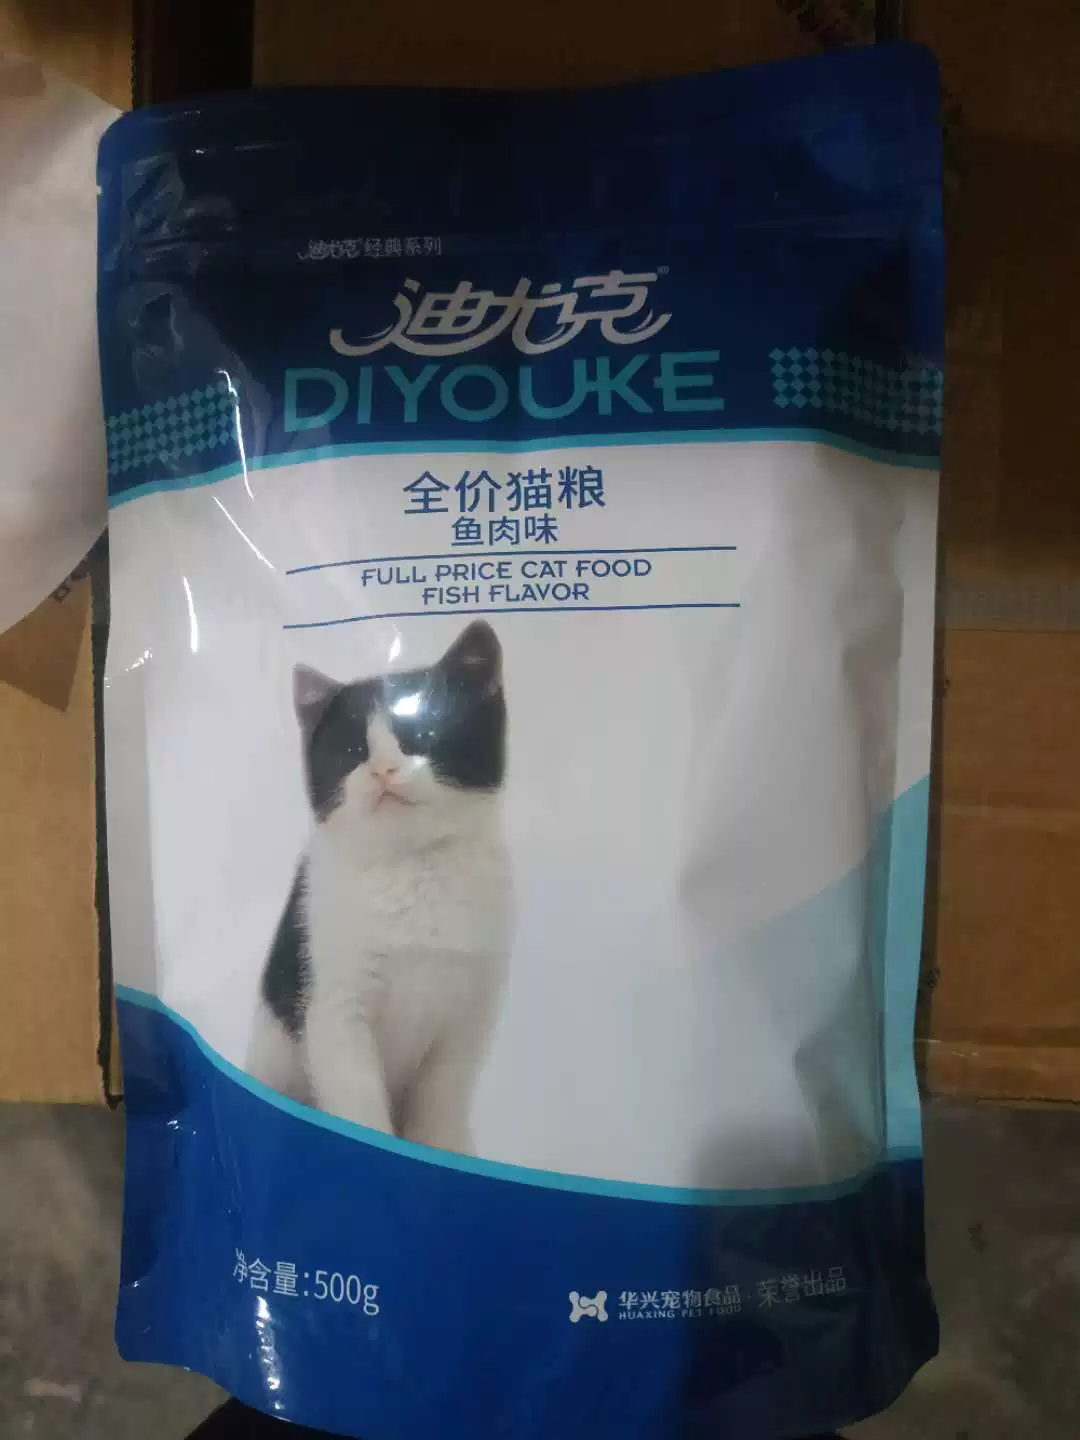 迪尤克 经典系列
迪尤克
DIYOUKE
全价猫粮
鱼肉味
FULL PRICE CAT FOOD
FISH FLAVOR
净含量:500g
华兴宠物食品·荣誉出品
HUAXING PET FOOD